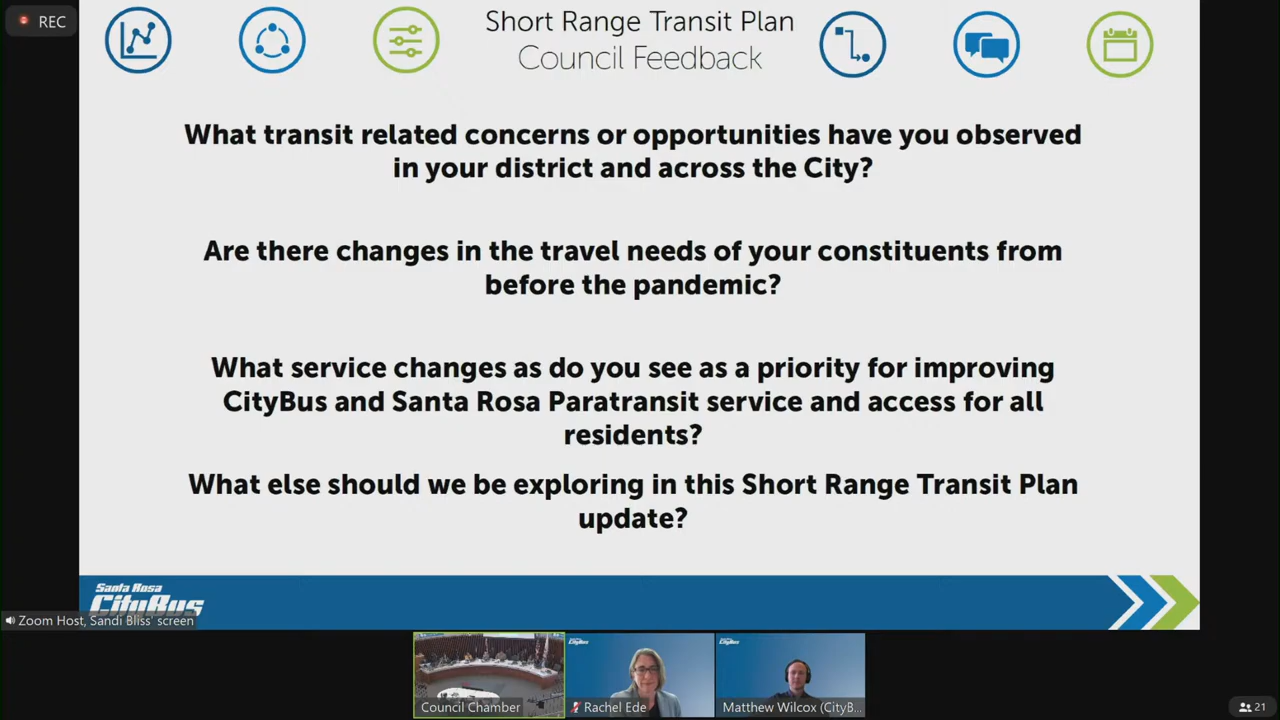 REC
Short Range Transit Plan
Council Feedback
What transit related concerns or opportunities have you observed
in your district and across the City?
Are there changes in the travel needs of your constituents from
before the pandemic?
What service changes as do you see as a priority for improving
CityBus and Santa Rosa Paratransit service and access for all
residents?
What else should we be exploring in this Short Range Transit Plan
update?
Santa Rosa
CityBus
Zoom Host, Sandi Bliss' screen
Council Chamber
CityBus
Rachel Ede
CityBus
Matthew Wilcox (CityB...
21